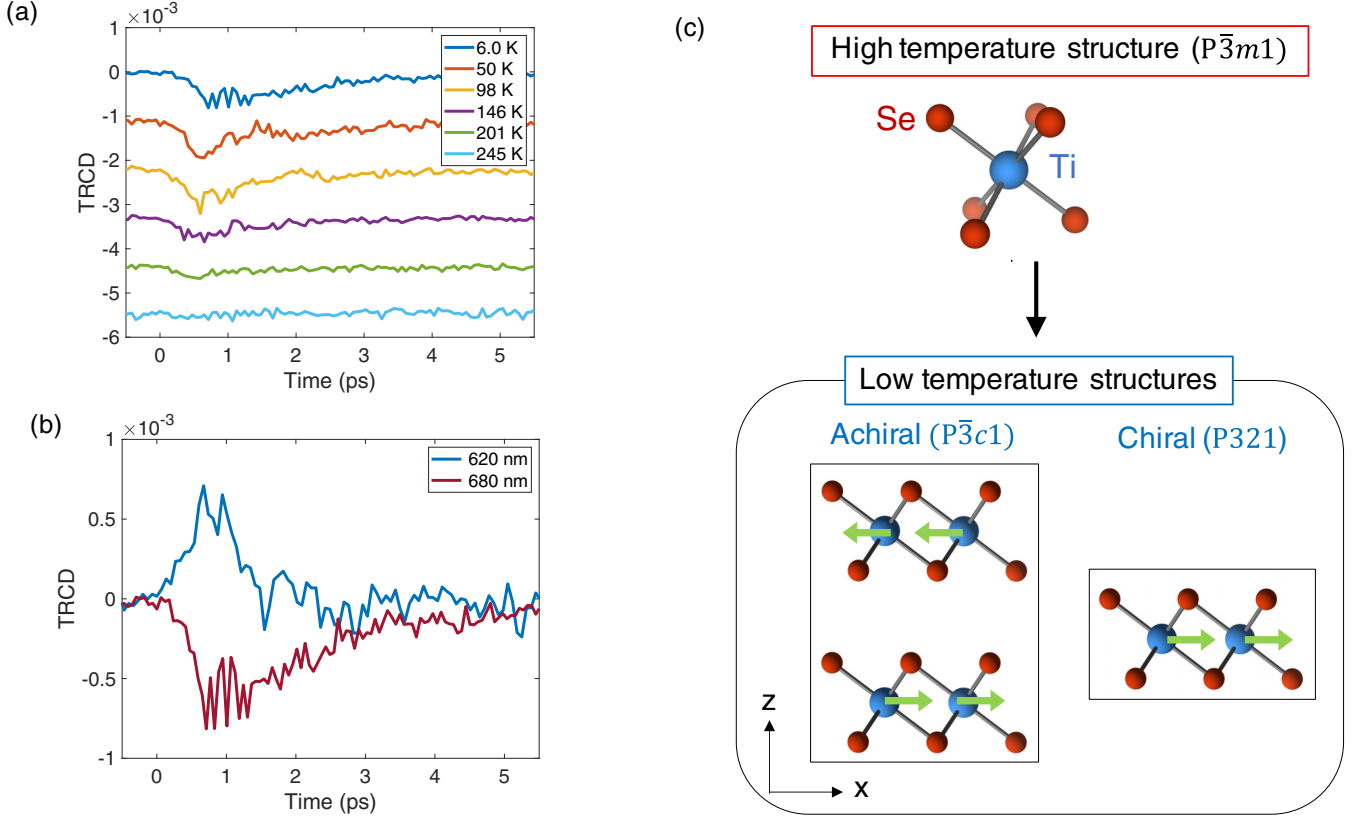 (a)
×10⁻³
1
0
-1
-2
-3
-4
-5
-6
TRCD
6.0 K
50 K
98 K
146 K
201 K
245 K
0 1 2 3 4 5
Time (ps)
(b)
×10⁻³
1
0.5
0
-0.5
-1
TRCD
620 nm
680 nm
0 1 2 3 4 5
Time (ps)
(c)
High temperature structure (P3̅m1)
Se
Ti
Low temperature structures
Achiral (P3̅c1)
Chiral (P321)
z
x